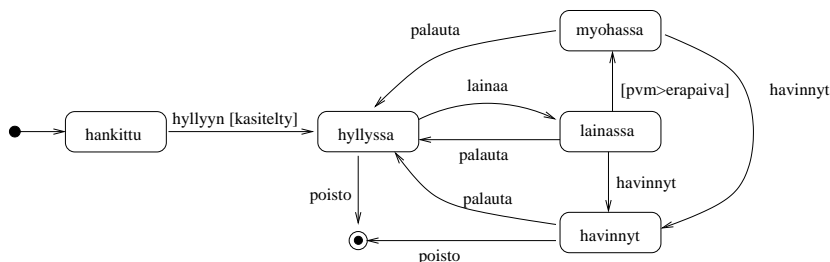 myohassa
palauta
lainaa
[pvm>erapaiva]
havinnyt
hankittu
hyllyyn [kasitelty]
hyllyssa
lainassa
palauta
havinnyt
poisto
palauta
havinnyt
poisto